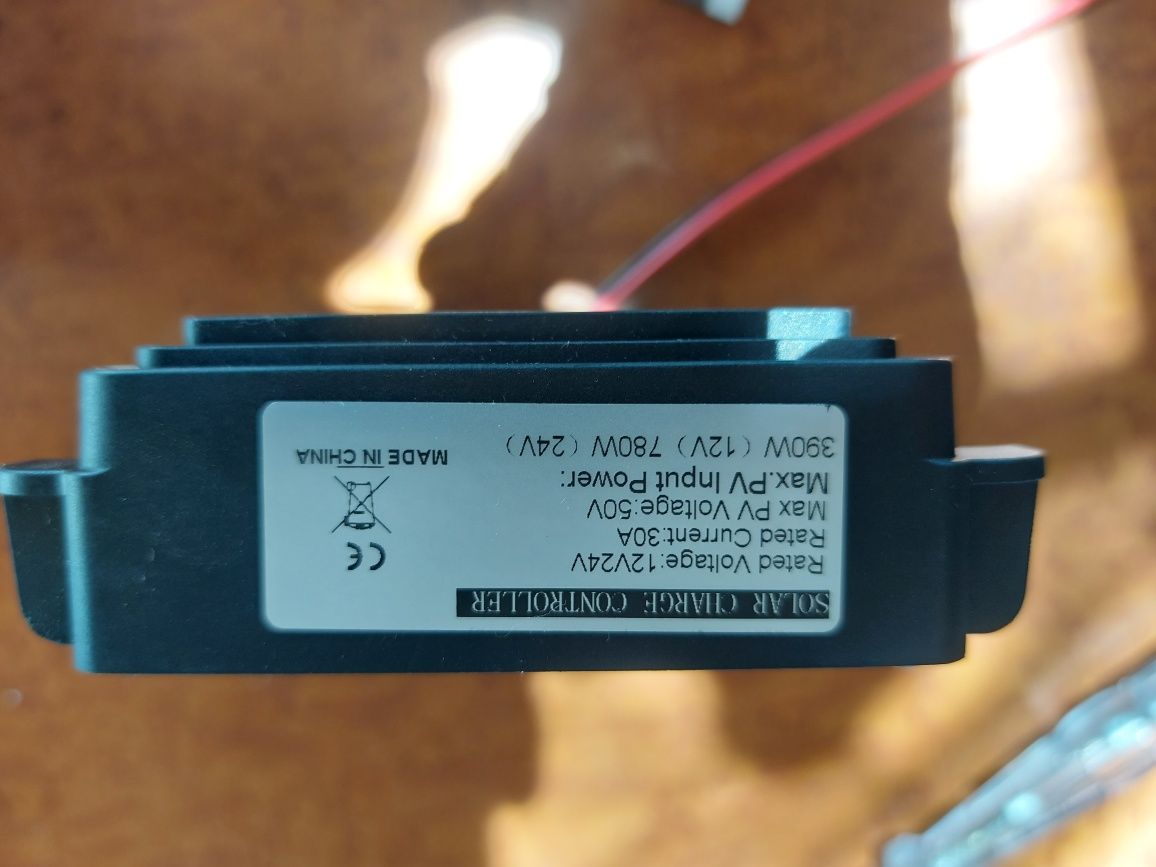 SOLAR CHARGE CONTROLLER
Rated Voltage:12V24V
Rated Current:30A
Max PV Voltage:50V
Max.PV Input Power:
390W（12V）780W（24V）
CE
MADE IN CHINA